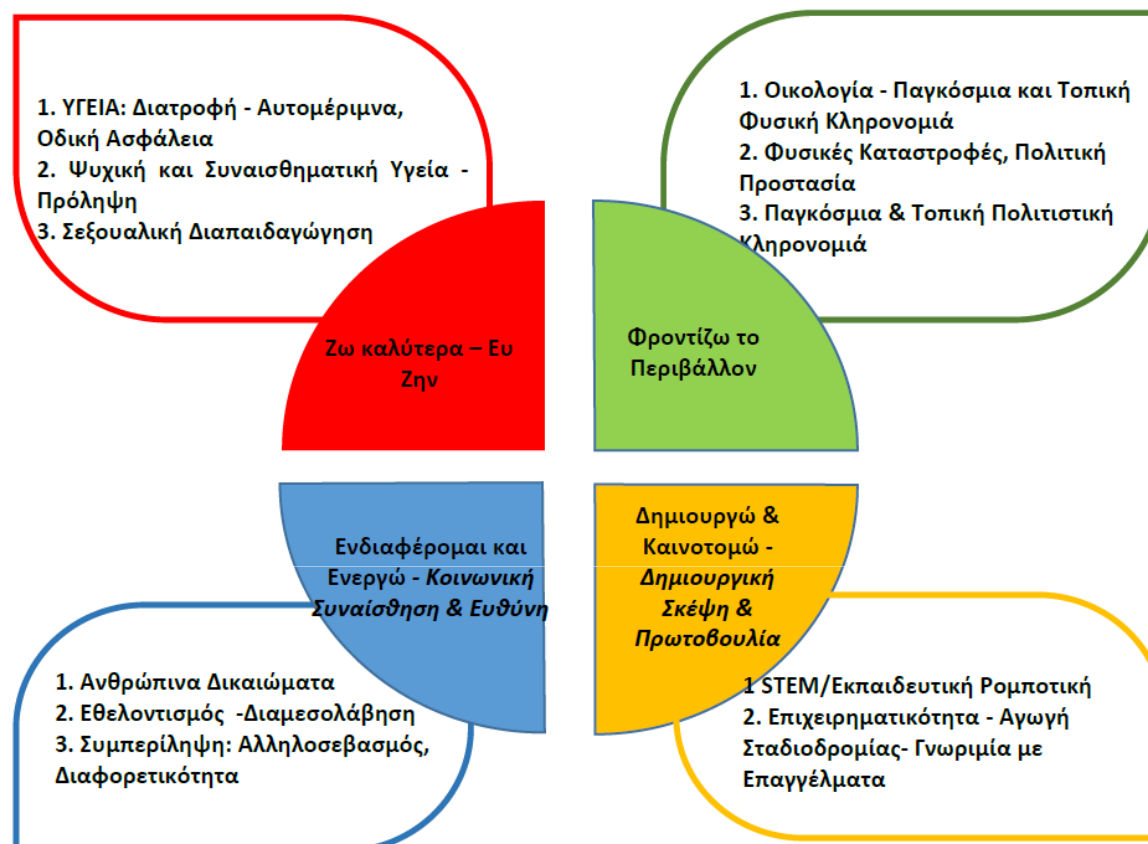 1. ΥΓΕΙΑ: Διατροφή - Αυτομέριμνα,
Οδική Ασφάλεια
2. Ψυχική και Συναισθηματική Υγεία -
Πρόληψη
3. Σεξουαλική Διαπαιδαγώγηση
1. Οικολογία - Παγκόσμια και Τοπική
Φυσική Κληρονομιά
2. Φυσικές Καταστροφές, Πολιτική
Προστασία
3. Παγκόσμια & Τοπική Πολιτιστική
Κληρονομιά
Ζω καλύτερα – Ευ
Ζην
Φροντίζω το
Περιβάλλον
Ενδιαφέρομαι και
Ενεργώ - Κοινωνική
Συναίσθηση & Ευθύνη
Δημιουργώ &
Καινοτομώ -
Δημιουργική
Σκέψη &
Πρωτοβουλία
1. Ανθρώπινα Δικαιώματα
2. Εθελοντισμός -Διαμεσολάβηση
3. Συμπερίληψη: Αλληλοσεβασμός,
Διαφορετικότητα
1 STEM/Εκπαιδευτική Ρομποτική
2. Επιχειρηματικότητα - Αγωγή
Σταδιοδρομίας- Γνωριμία με
Επαγγέλματα